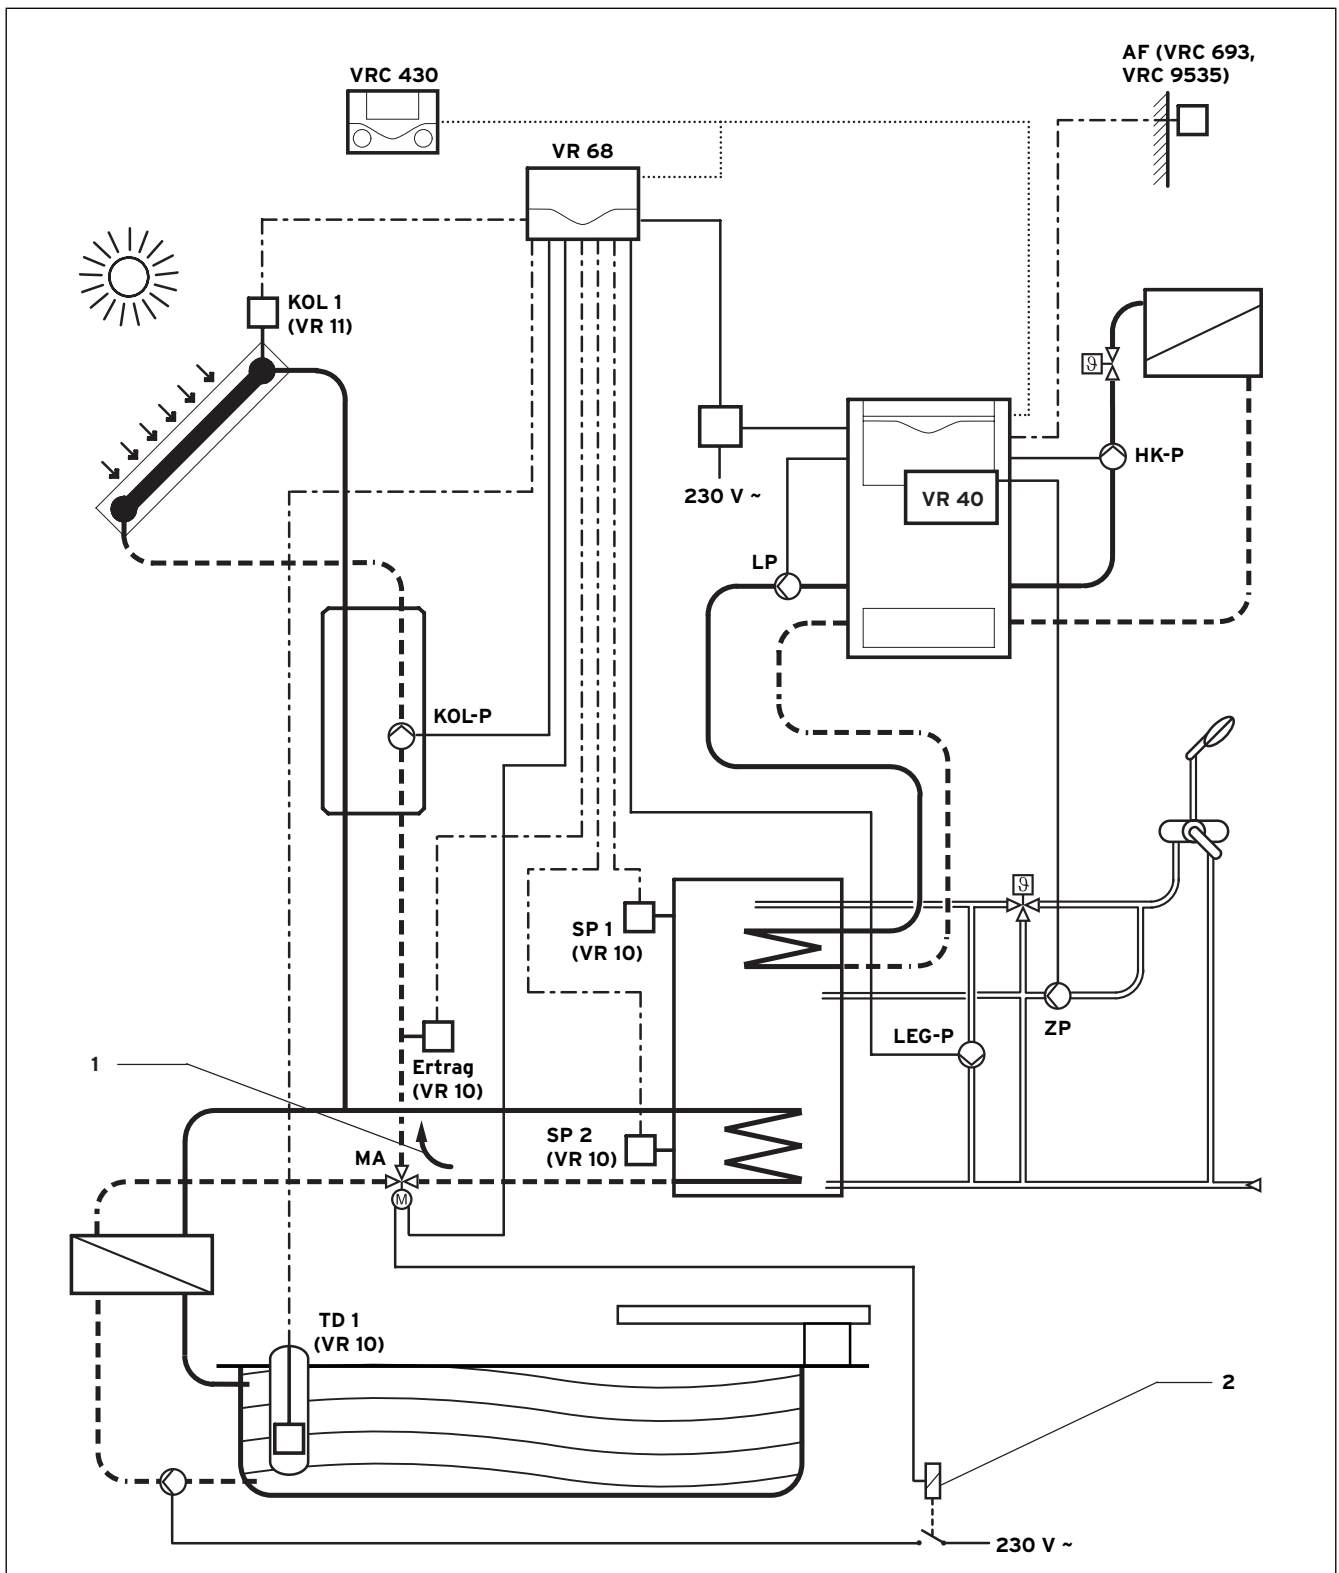 AF (VRC 693,
VRC 9535)
VRC 430
VR 68
KOL 1
(VR 11)
HK-P
230 V ~
VR 40
LP
KOL-P
SP 1
(VR 10)
LEG-P
ZP
1
Ertrag
(VR 10)
SP 2
(VR 10)
MA
M
TD 1
(VR 10)
2
230 V ~
ϑ
ϑ